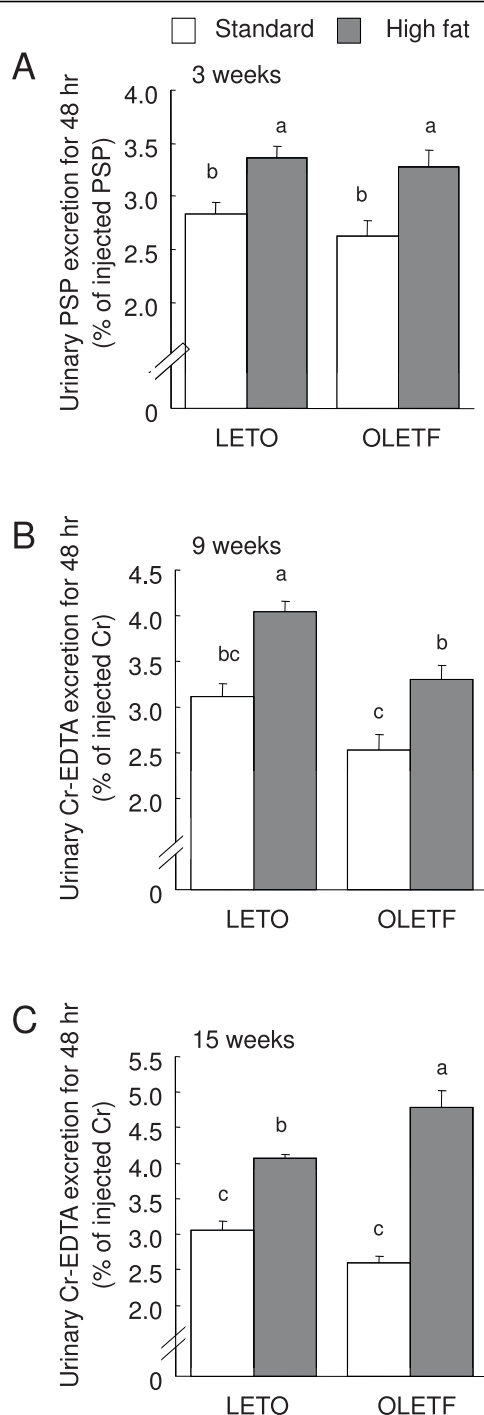 Standard High fat
A
3 weeks
Urinary PSP excretion for 48 hr
(% of injected PSP)
4.0
3.5
3.0
2.5
2.0
0
b
a
b
a
LETO OLETF
B
9 weeks
Urinary Cr-EDTA excretion for 48 hr
(% of injected Cr)
4.5
4.0
3.5
3.0
2.5
2.0
0
bc
a
c
b
LETO OLETF
C
15 weeks
Urinary Cr-EDTA excretion for 48 hr
(% of injected Cr)
5.5
5.0
4.5
4.0
3.5
3.0
2.5
2.0
0
c
b
c
a
LETO OLETF